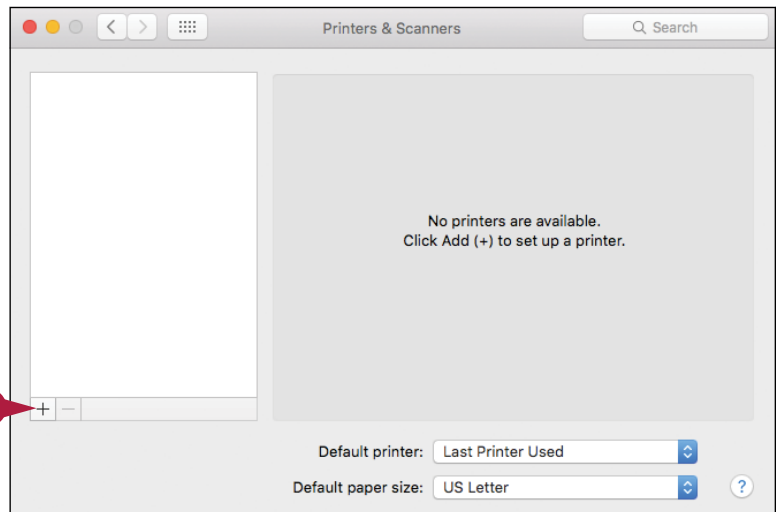 Printers & Scanners
Search
No printers are available.
Click Add (+) to set up a printer.
+ −
Default printer: Last Printer Used
Default paper size: US Letter ?